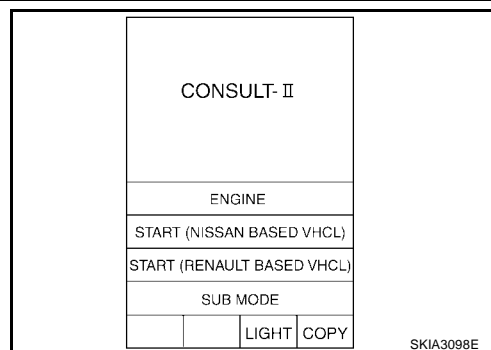 CONSULT-Ⅱ
ENGINE
START (NISSAN BASED VHCL)
START (RENAULT BASED VHCL)
SUB MODE
LIGHT COPY
SKIA3098E